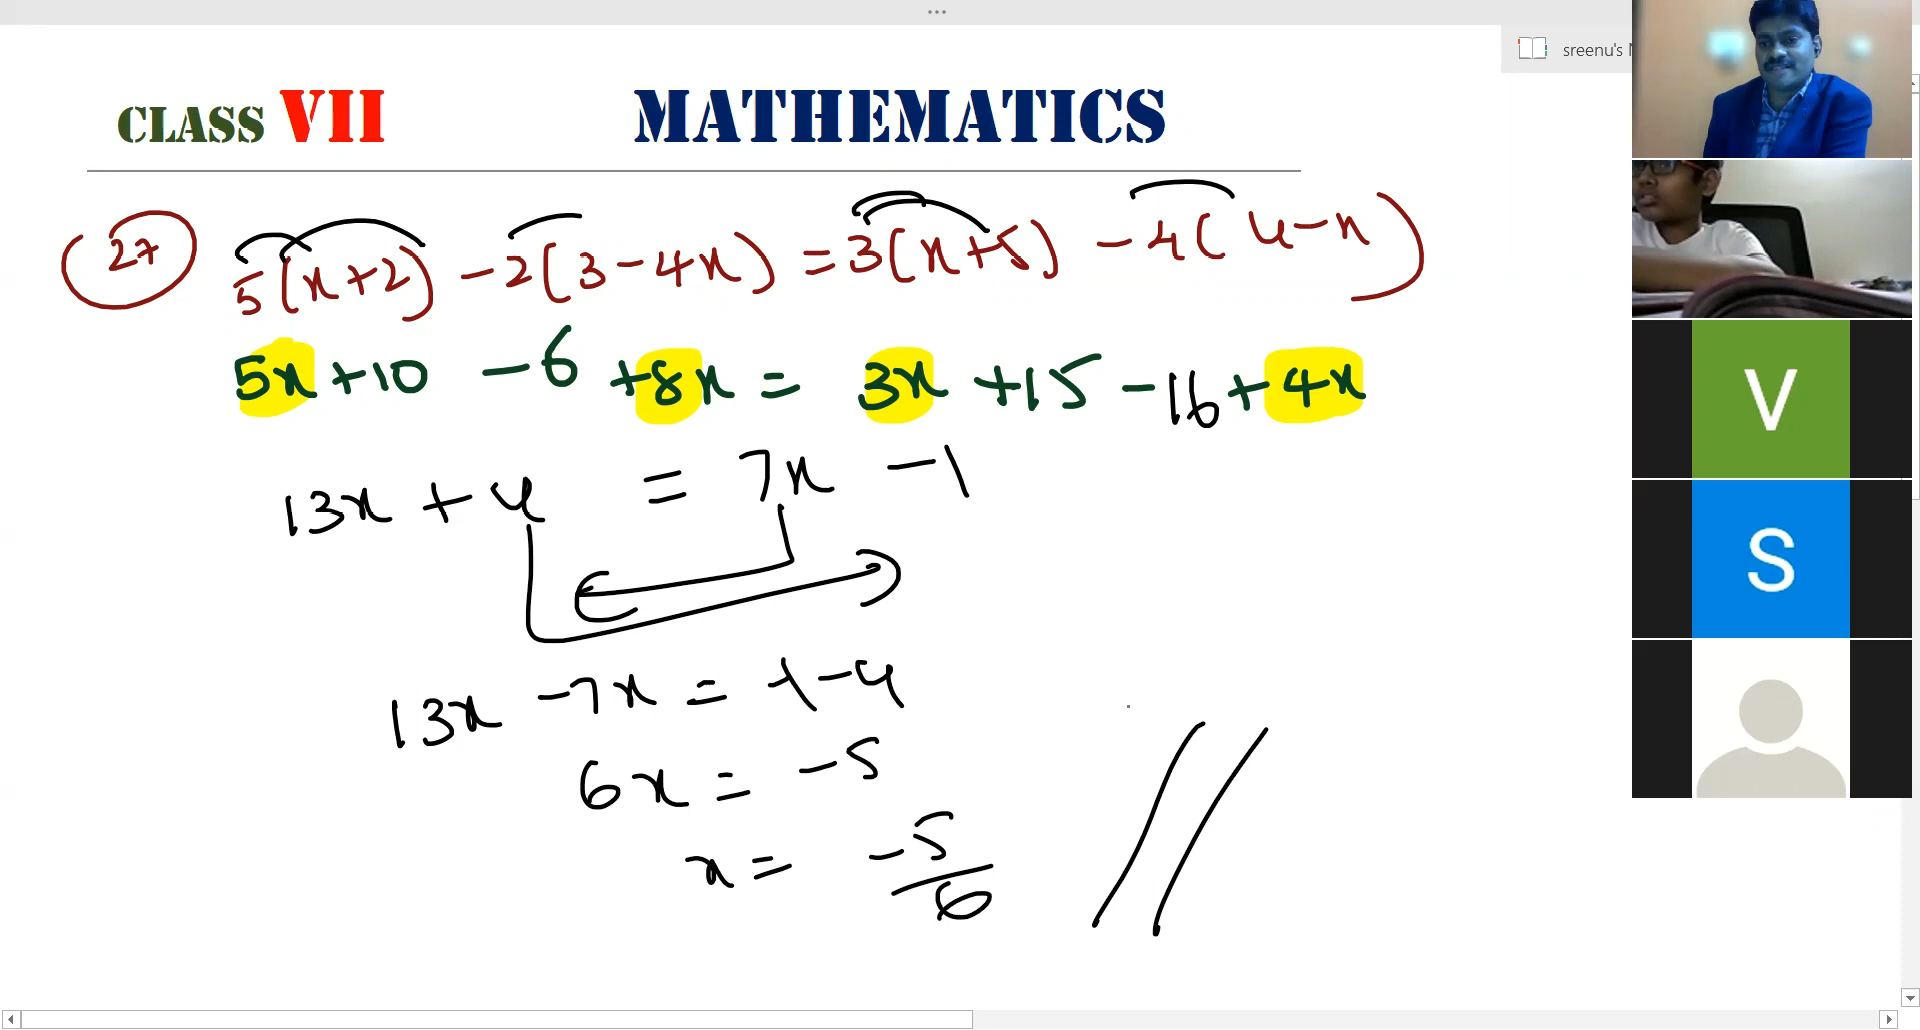 sreenu's
CLASS VII MATHEMATICS
27 5(x+2) -2(3-4x) = 3(x+5) -4(4-x)
5x +10 -6 +8x = 3x +15 -16 +4x
13x + 4 = 7x -1
13x -7x = -1-4
6x = -5
x = -5/6
V
S